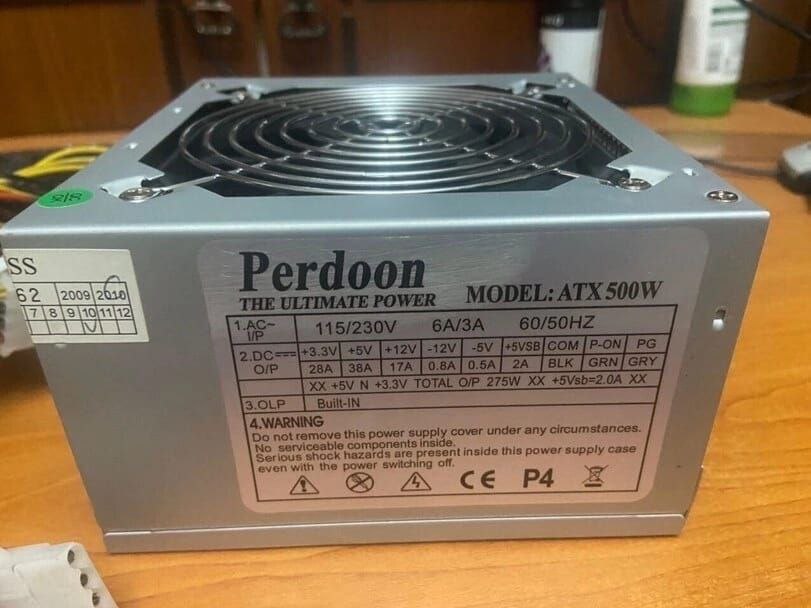 SS
62 2009 2010
7 8 9 10 11 12
Perdoon
THE ULTIMATE POWER
MODEL: ATX 500W
1.AC~ I/P 115/230V 6A/3A 60/50HZ
2.DC O/P +3.3V +5V +12V -12V -5V +5VSB COM P-ON PG
28A 38A 17A 0.8A 0.5A 2A BLK GRN GRY
XX +5V N +3.3V TOTAL O/P 275W XX +5Vsb=2.0A XX
3.OLP Built-IN
4.WARNING
Do not remove this power supply cover under any circumstances.
No serviceable components inside.
Serious shock hazards are present inside this power supply case
even with the power switching off.
CE P4